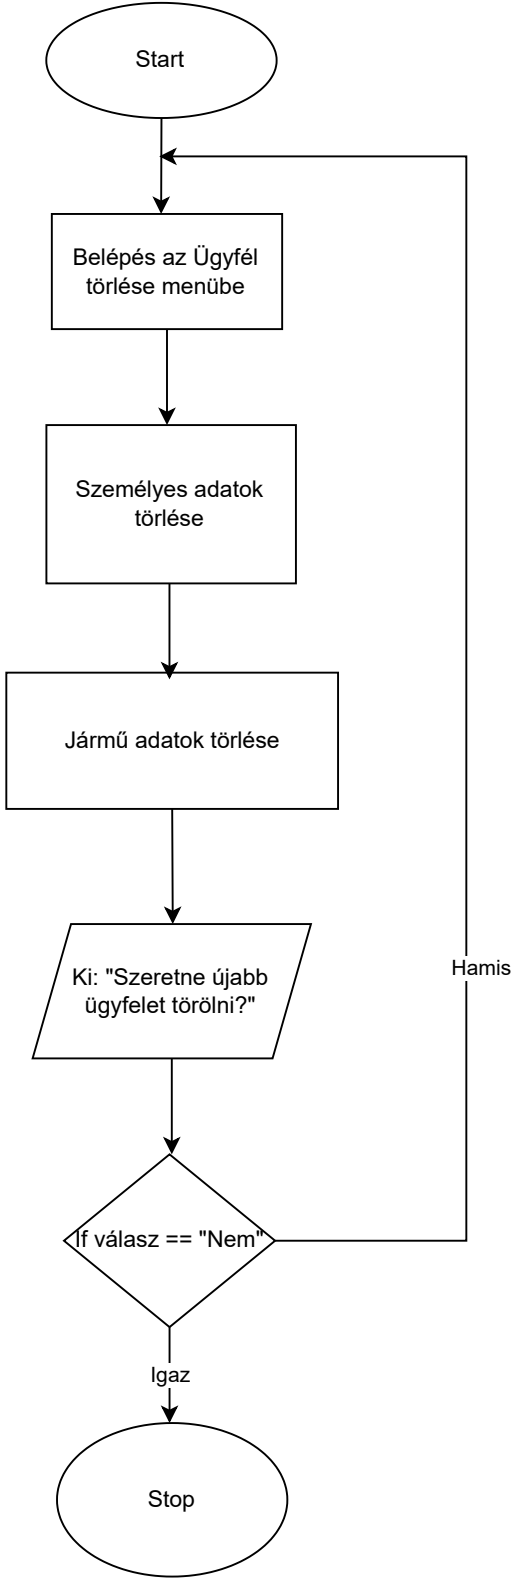 Start
Belépés az Ügyfél
törlése menübe
Személyes adatok
törlése
Jármű adatok törlése
Ki: "Szeretne újabb
ügyfelet törölni?"
Hamis
If válasz == "Nem"
Igaz
Stop